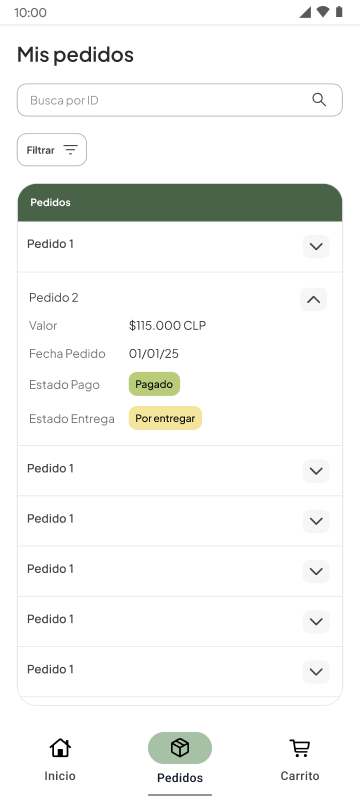 10:00
Mis pedidos
Busca por ID
Filtrar
Pedidos
Pedido 1
Pedido 2
Valor $115.000 CLP
Fecha Pedido 01/01/25
Estado Pago Pagado
Estado Entrega Por entregar
Pedido 1
Pedido 1
Pedido 1
Pedido 1
Pedido 1
Inicio Pedidos Carrito